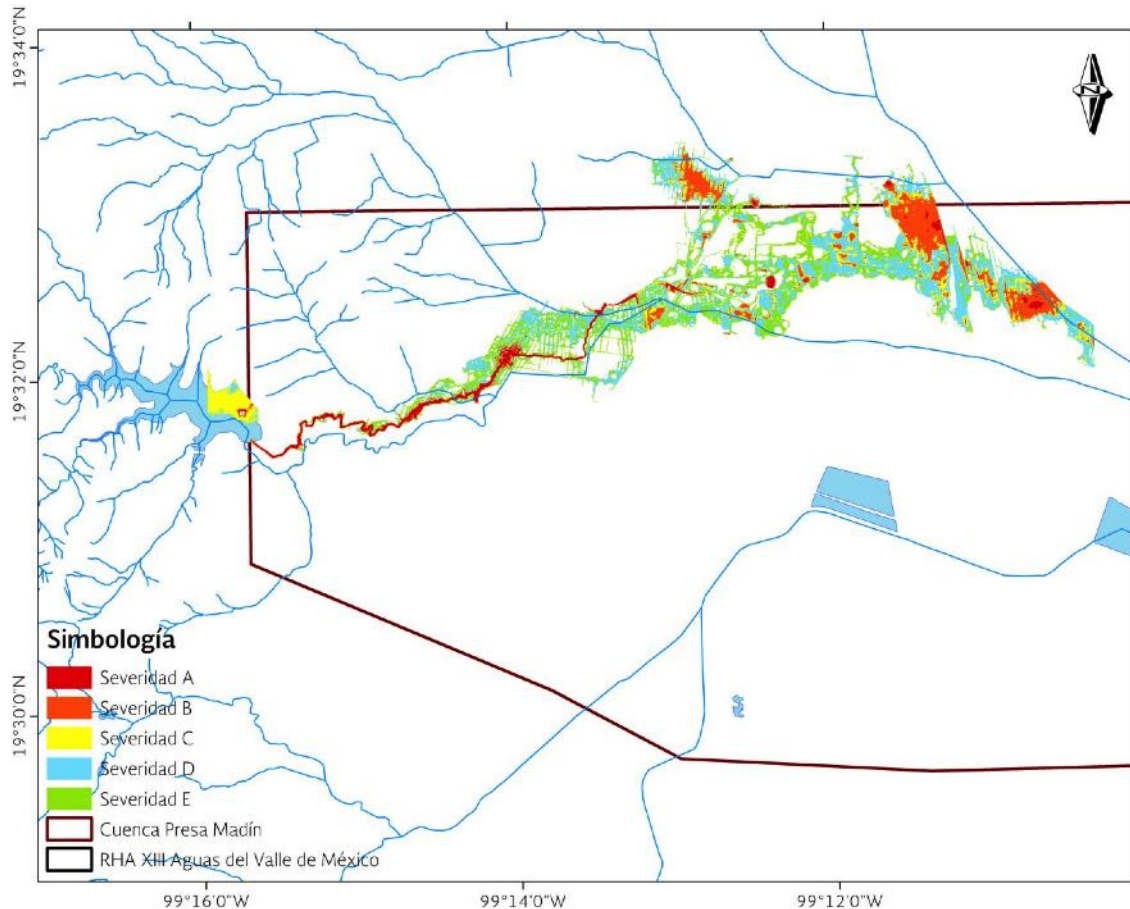 19°34'0"N
N
19°32'0"N
19°30'0"N
Simbología
Severidad A
Severidad B
Severidad C
Severidad D
Severidad E
Cuenca Presa Madín
RHA XIII Aguas del Valle de México
99°16'0"W
99°14'0"W
99°12'0"W